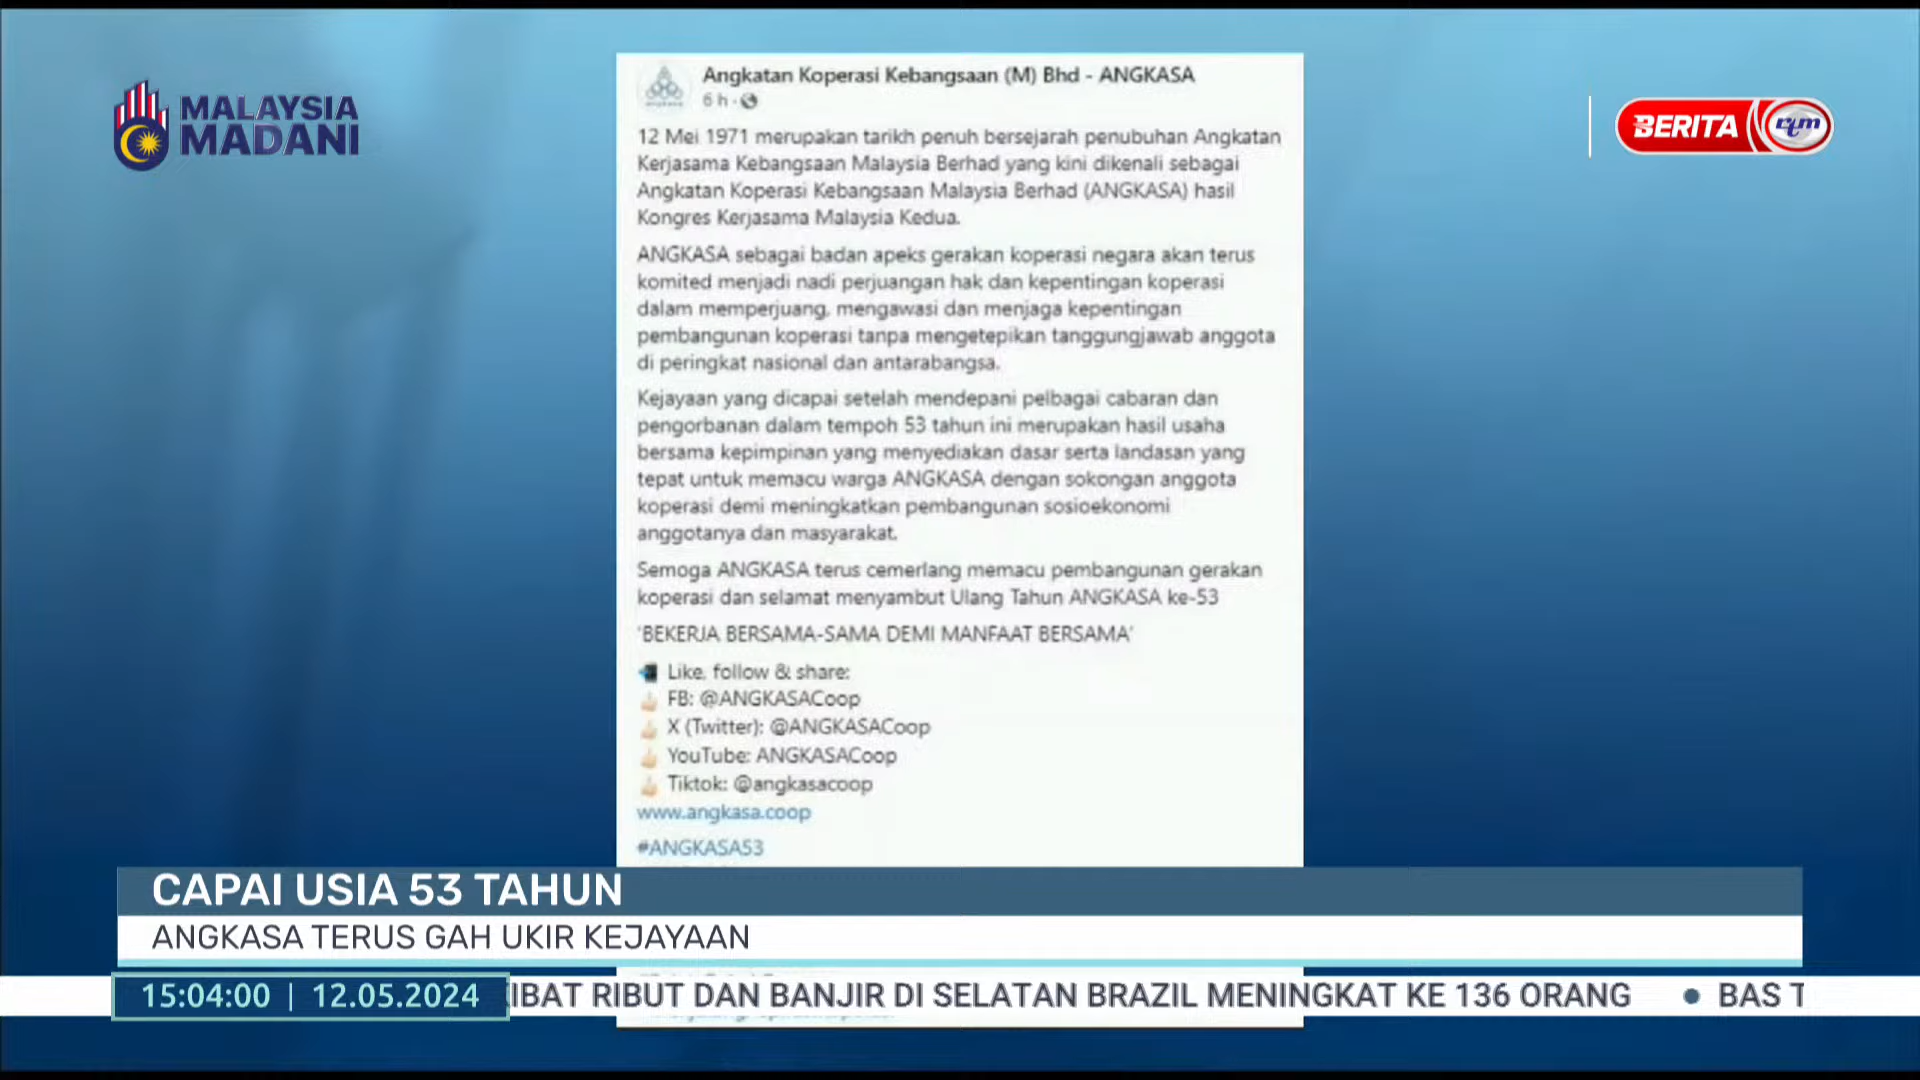 MALAYSIA
MADANI
BERITA rtm
Angkatan Koperasi Kebangsaan (M) Bhd - ANGKASA
6 h ·
12 Mei 1971 merupakan tarikh penuh bersejarah penubuhan Angkatan
Kerjasama Kebangsaan Malaysia Berhad yang kini dikenali sebagai
Angkatan Koperasi Kebangsaan Malaysia Berhad (ANGKASA) hasil
Kongres Kerjasama Malaysia Kedua.
ANGKASA sebagai badan apeks gerakan koperasi negara akan terus
komited menjadi nadi perjuangan hak dan kepentingan koperasi
dalam memperjuang, mengawasi dan menjaga kepentingan
pembangunan koperasi tanpa mengetepikan tanggungjawab anggota
di peringkat nasional dan antarabangsa.
Kejayaan yang dicapai setelah mendepani pelbagai cabaran dan
pengorbanan dalam tempoh 53 tahun ini merupakan hasil usaha
bersama kepimpinan yang menyediakan dasar serta landasan yang
tepat untuk memacu warga ANGKASA dengan sokongan anggota
koperasi demi meningkatkan pembangunan sosioekonomi
anggotanya dan masyarakat.
Semoga ANGKASA terus cemerlang memacu pembangunan gerakan
koperasi dan selamat menyambut Ulang Tahun ANGKASA ke-53
'BEKERJA BERSAMA-SAMA DEMI MANFAAT BERSAMA'
Like, follow & share:
FB: @ANGKASACoop
X (Twitter): @ANGKASACoop
YouTube: ANGKASACoop
Tiktok: @angkasacoop
www.angkasa.coop
#ANGKASA53
CAPAI USIA 53 TAHUN
ANGKASA TERUS GAH UKIR KEJAYAAN
15:04:00 | 12.05.2024 IBAT RIBUT DAN BANJIR DI SELATAN BRAZIL MENINGKAT KE 136 ORANG • BAS T